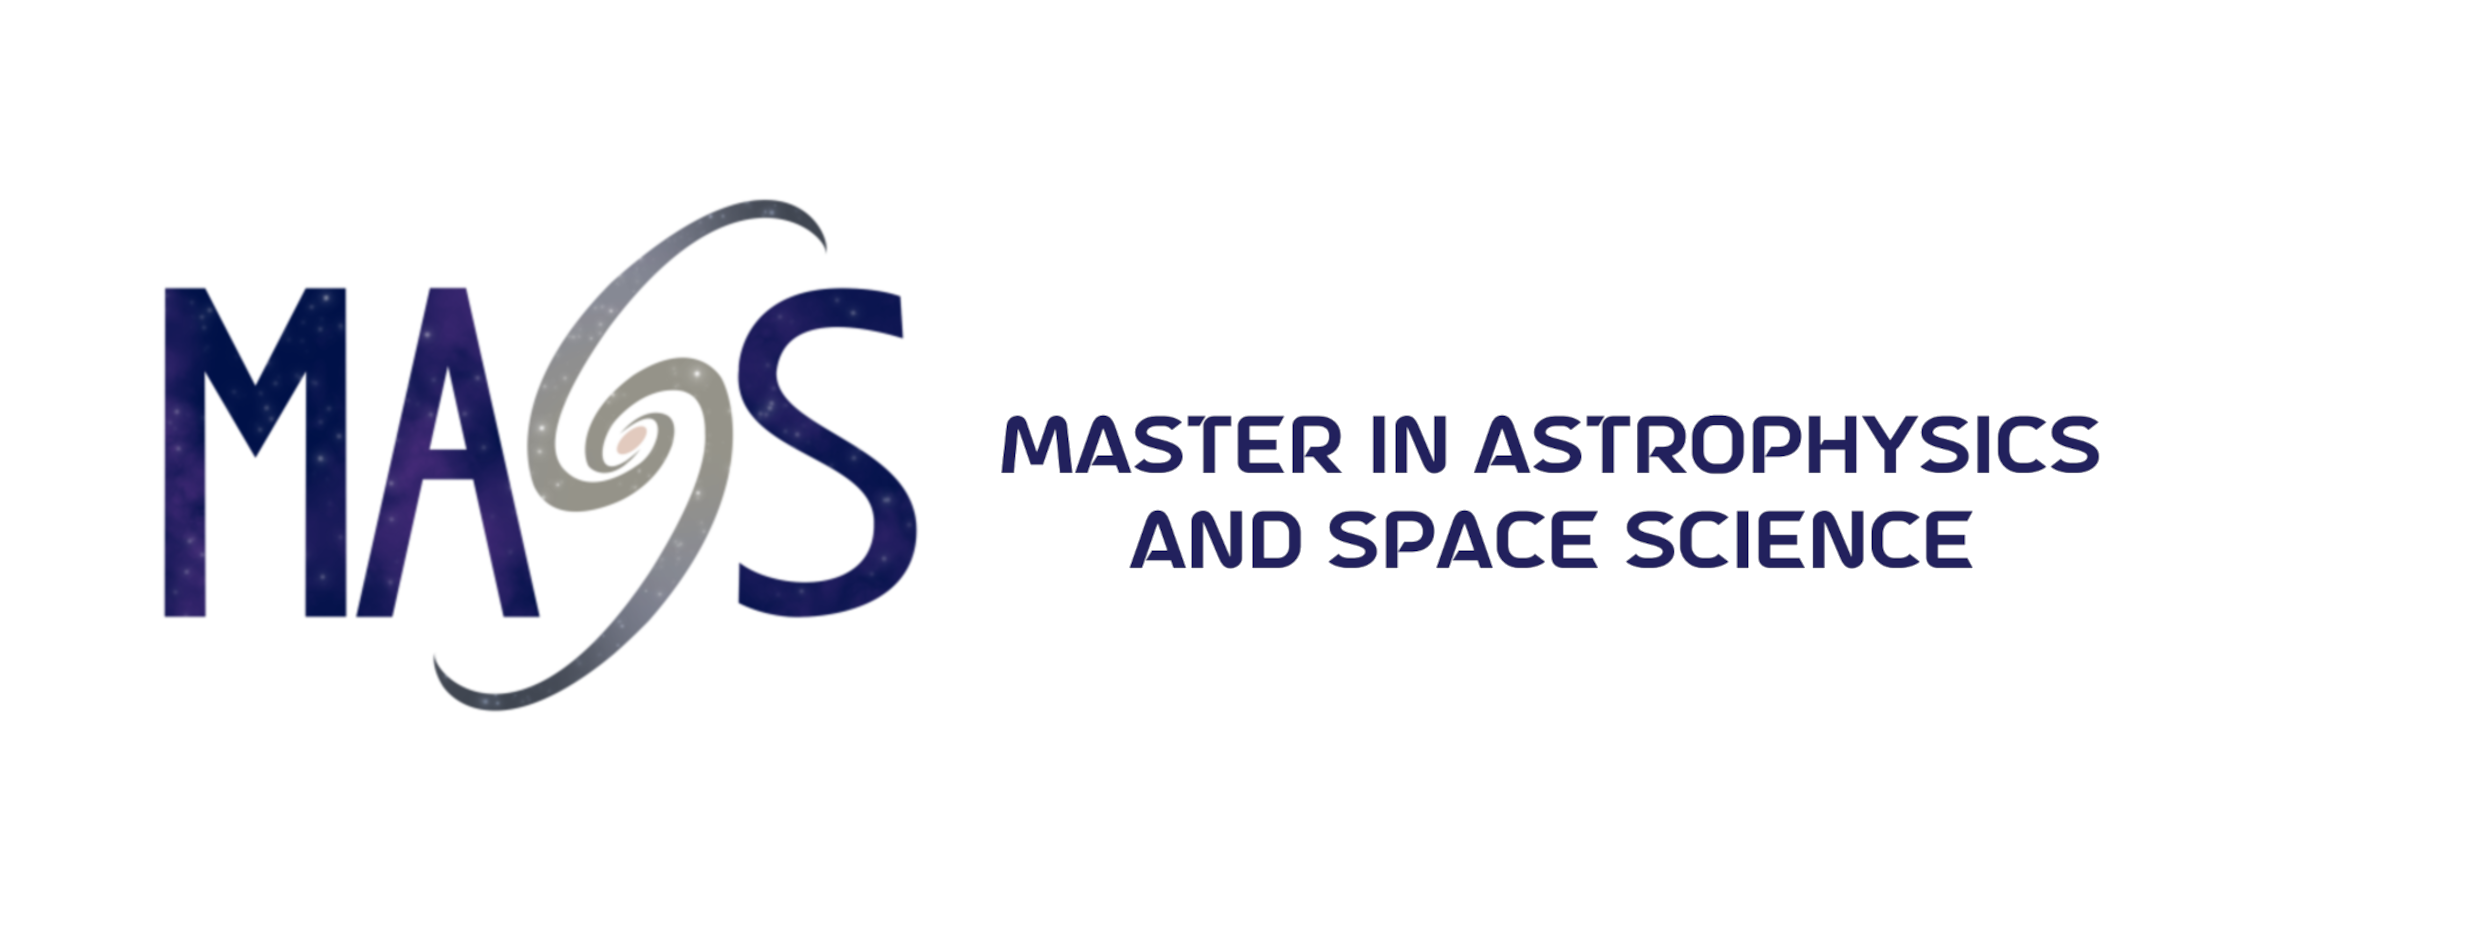 MASS
MASTER IN ASTROPHYSICS
AND SPACE SCIENCE